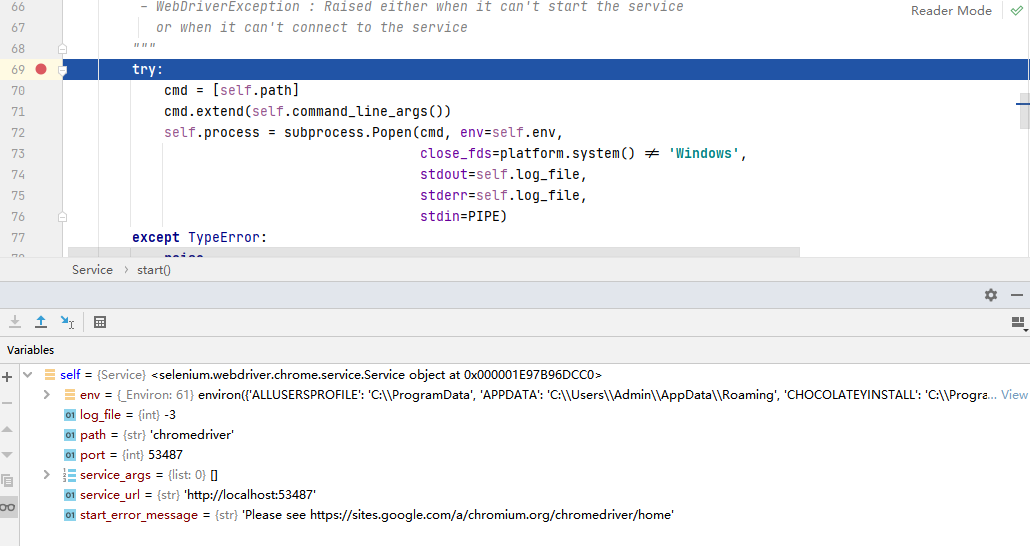 66 - WebDriverException : Raised either when it can't start the service
Reader Mode
67 or when it can't connect to the service
68 """
69 try:
70 cmd = [self.path]
71 cmd.extend(self.command_line_args())
72 self.process = subprocess.Popen(cmd, env=self.env,
73 close_fds=platform.system() ≠ 'Windows',
74 stdout=self.log_file,
75 stderr=self.log_file,
76 stdin=PIPE)
77 except TypeError:
78 raise
Service › start()
Variables
self = {Service} <selenium.webdriver.chrome.service.Service object at 0x000001E97B96DCC0>
env = {_Environ: 61} environ({'ALLUSERSPROFILE': 'C:\\ProgramData', 'APPDATA': 'C:\\Users\\Admin\\AppData\\Roaming', 'CHOCOLATEYINSTALL': 'C:\\Progra... View
log_file = {int} -3
path = {str} 'chromedriver'
port = {int} 53487
service_args = {list: 0} []
service_url = {str} 'http://localhost:53487'
start_error_message = {str} 'Please see https://sites.google.com/a/chromium.org/chromedriver/home'